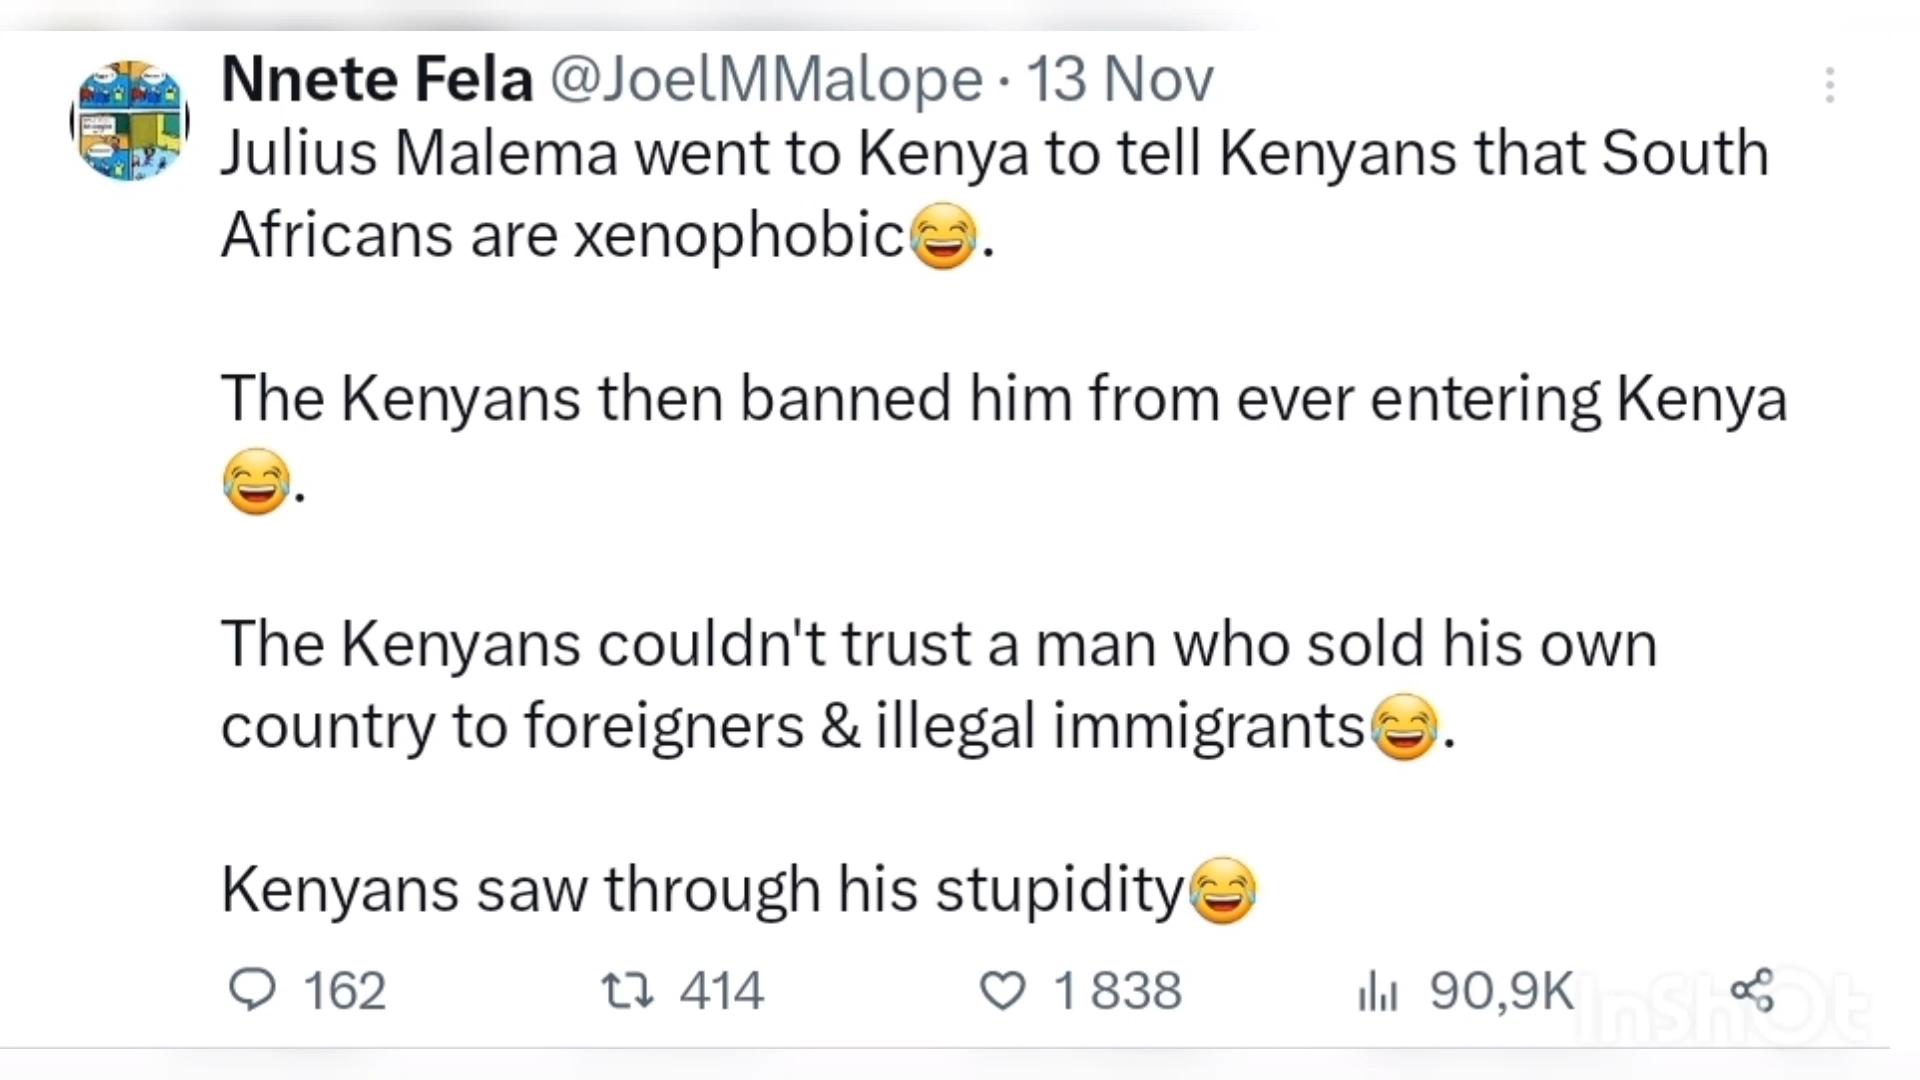 Nnete Fela @JoelMMalope · 13 Nov
Julius Malema went to Kenya to tell Kenyans that South
Africans are xenophobic😂.
The Kenyans then banned him from ever entering Kenya
😂.
The Kenyans couldn't trust a man who sold his own
country to foreigners & illegal immigrants😂.
Kenyans saw through his stupidity😂
162 414 1 838 90,9K
InShOt